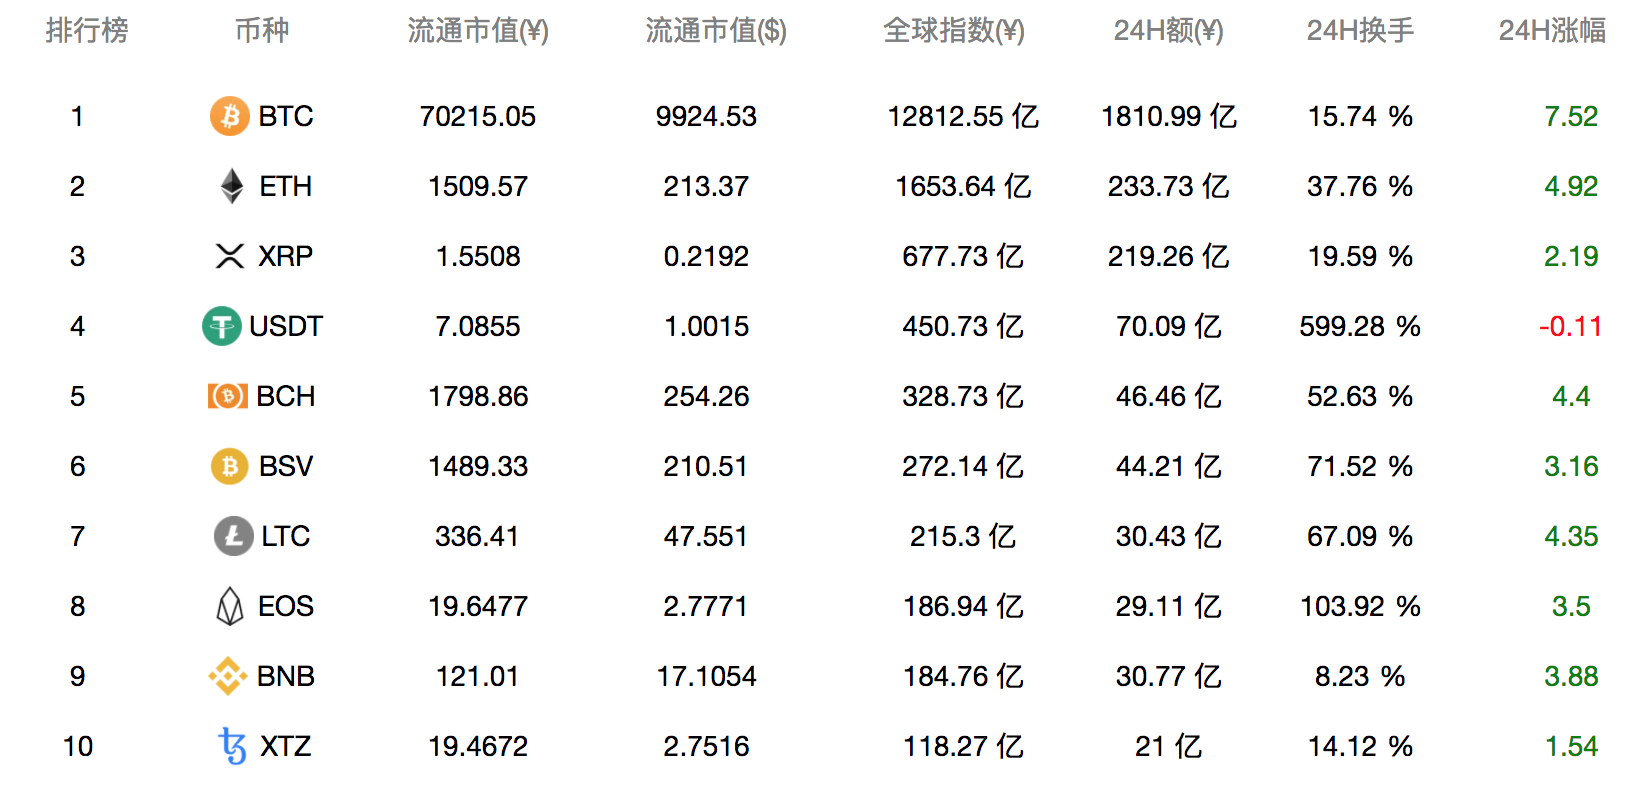 排行榜 币种 流通市值(¥) 流通市值($) 全球指数(¥) 24H额(¥) 24H换手 24H涨幅
1 BTC 70215.05 9924.53 12812.55 亿 1810.99 亿 15.74 % 7.52
2 ETH 1509.57 213.37 1653.64 亿 233.73 亿 37.76 % 4.92
3 XRP 1.5508 0.2192 677.73 亿 219.26 亿 19.59 % 2.19
4 USDT 7.0855 1.0015 450.73 亿 70.09 亿 599.28 % -0.11
5 BCH 1798.86 254.26 328.73 亿 46.46 亿 52.63 % 4.4
6 BSV 1489.33 210.51 272.14 亿 44.21 亿 71.52 % 3.16
7 LTC 336.41 47.551 215.3 亿 30.43 亿 67.09 % 4.35
8 EOS 19.6477 2.7771 186.94 亿 29.11 亿 103.92 % 3.5
9 BNB 121.01 17.1054 184.76 亿 30.77 亿 8.23 % 3.88
10 XTZ 19.4672 2.7516 118.27 亿 21 亿 14.12 % 1.54